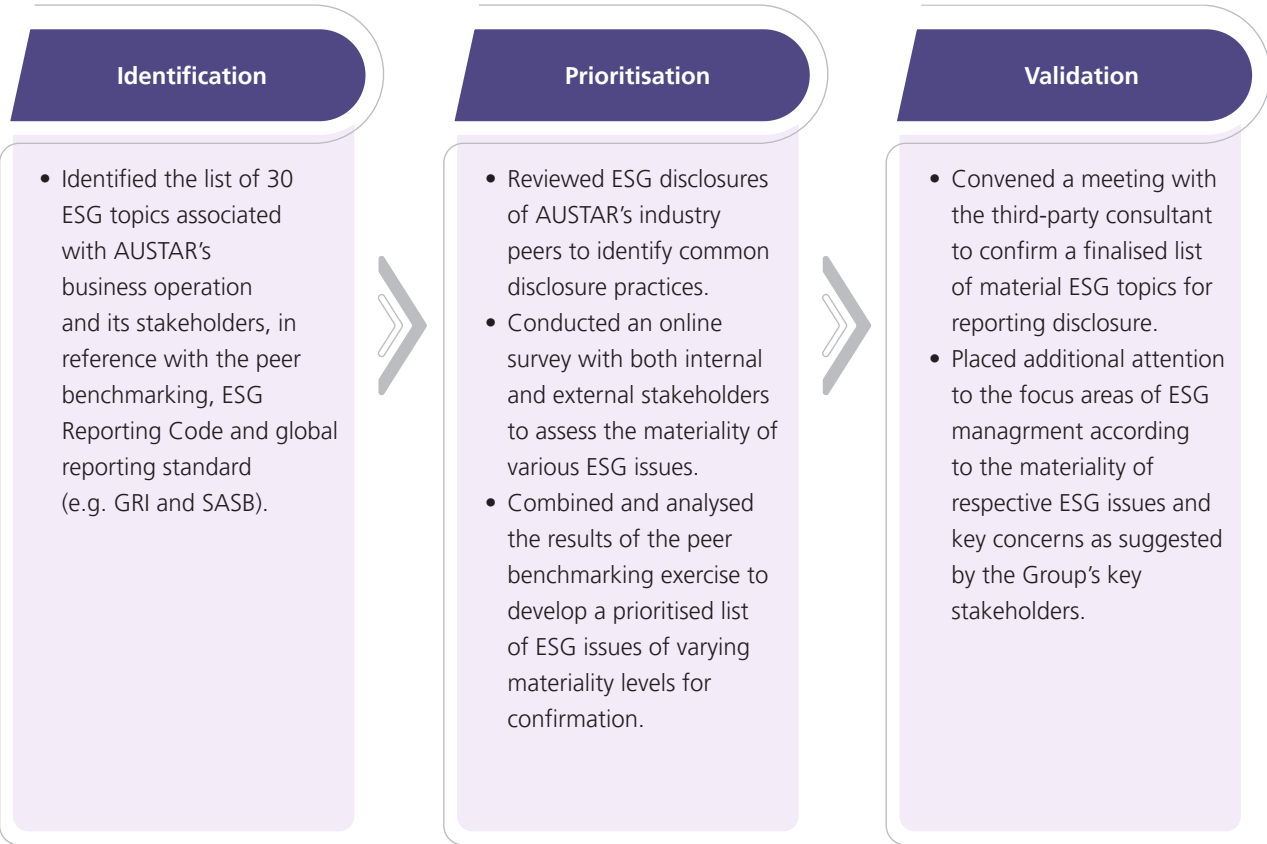 Identification
• Identified the list of 30
ESG topics associated
with AUSTAR's
business operation
and its stakeholders, in
reference with the peer
benchmarking, ESG
Reporting Code and global
reporting standard
(e.g. GRI and SASB).
Prioritisation
• Reviewed ESG disclosures
of AUSTAR's industry
peers to identify common
disclosure practices.
• Conducted an online
survey with both internal
and external stakeholders
to assess the materiality of
various ESG issues.
• Combined and analysed
the results of the peer
benchmarking exercise to
develop a prioritised list
of ESG issues of varying
materiality levels for
confirmation.
Validation
• Convened a meeting with
the third-party consultant
to confirm a finalised list
of material ESG topics for
reporting disclosure.
• Placed additional attention
to the focus areas of ESG
managrment according
to the materiality of
respective ESG issues and
key concerns as suggested
by the Group's key
stakeholders.